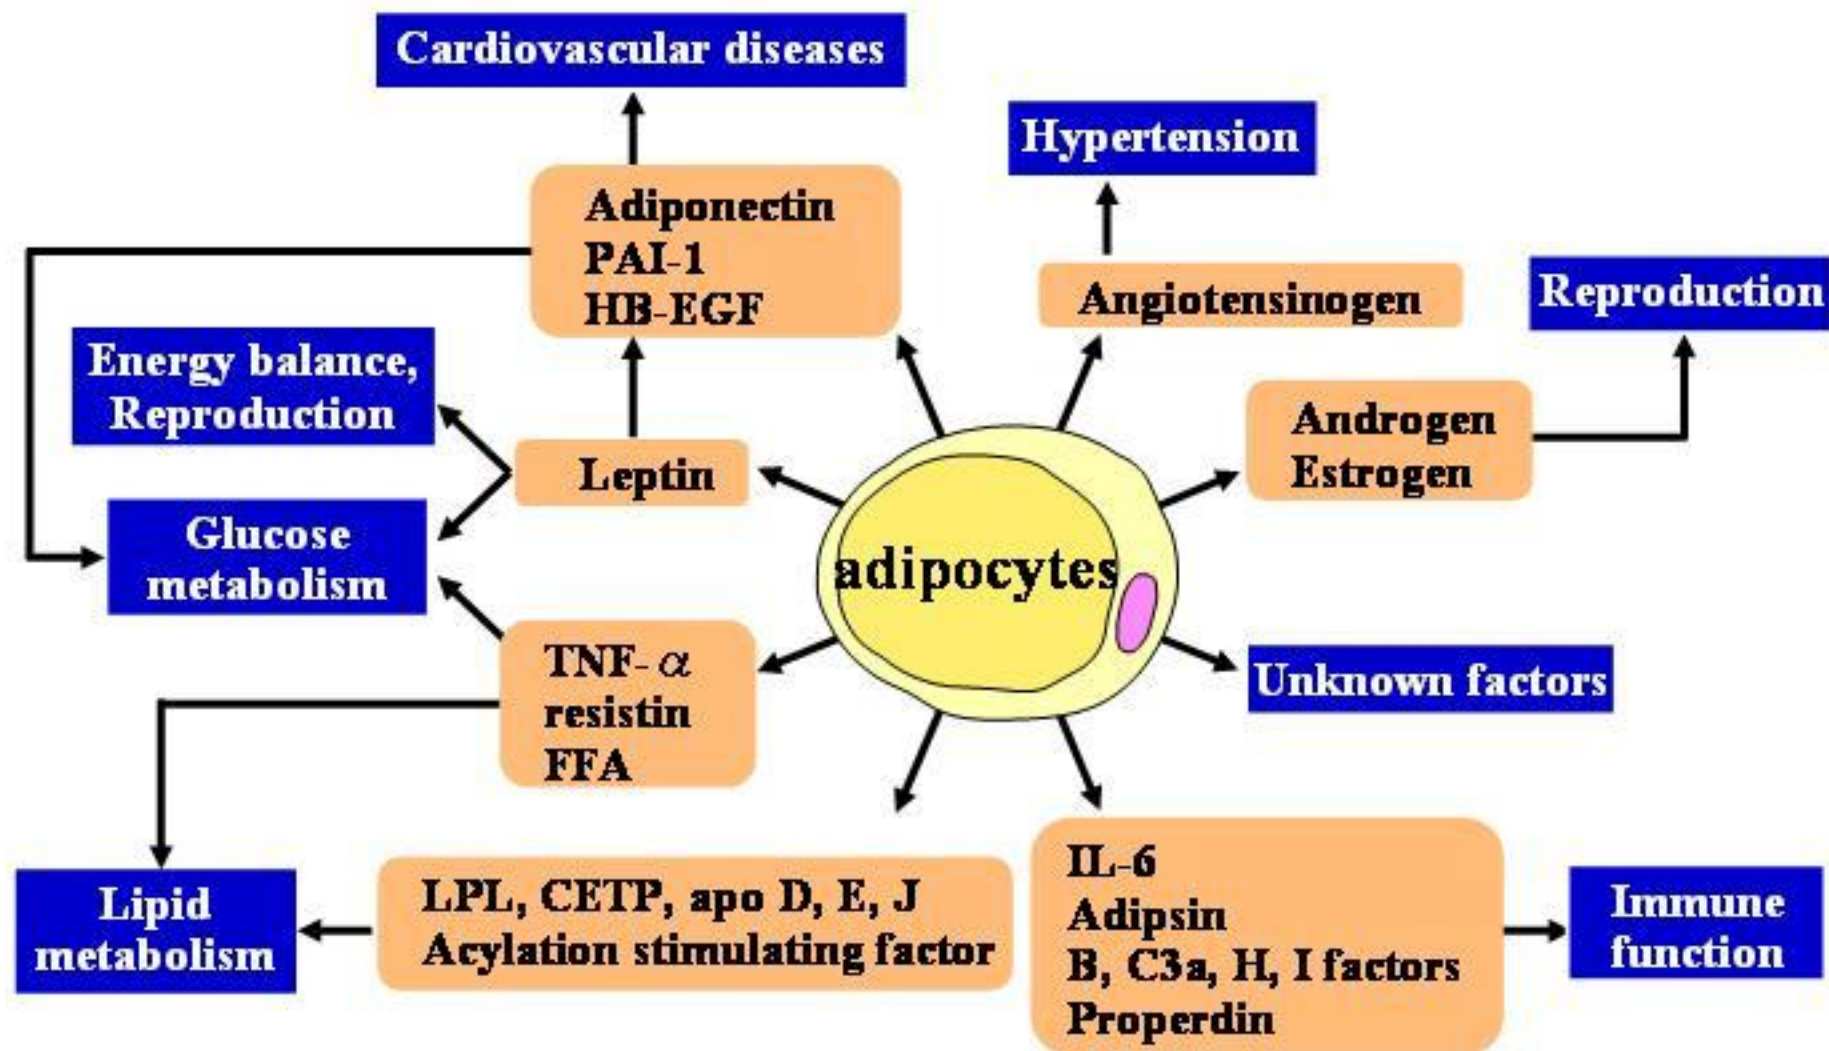 Cardiovascular diseases
Hypertension
Adiponectin
PAI-1
HB-EGF
Angiotensinogen
Reproduction
Energy balance,
Reproduction
Androgen
Estrogen
Leptin
Glucose
metabolism
adipocytes
TNF- α
resistin
FFA
Unknown factors
Lipid
metabolism
LPL, CETP, apo D, E, J
Acylation stimulating factor
IL-6
Adipsin
B, C3a, H, I factors
Properdin
Immune
function